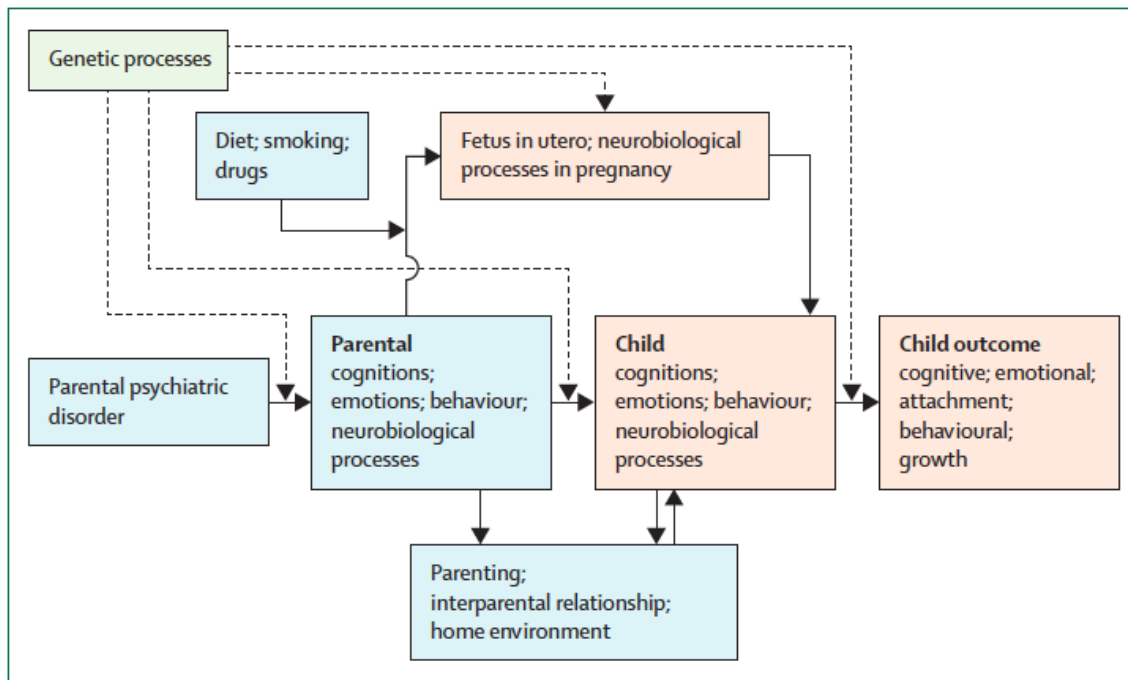 Genetic processes
Diet; smoking;
drugs
Fetus in utero; neurobiological
processes in pregnancy
Parental psychiatric
disorder
Parental
cognitions;
emotions; behaviour;
neurobiological
processes
Child
cognitions;
emotions; behaviour;
neurobiological
processes
Child outcome
cognitive; emotional;
attachment;
behavioural;
growth
Parenting;
interparental relationship;
home environment